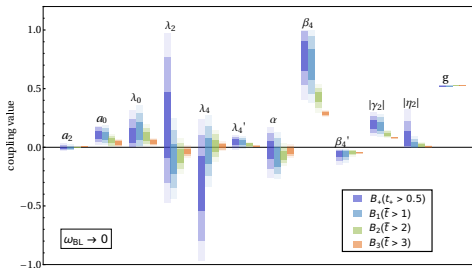 λ₂
β₄
1.0
g
λ₀
a₀
|γ₂|
|η₂|
0.5
λ₄
a₂
λ₄'
α
β₄'
0.0
coupling value
-0.5
B∗(t∗ > 0.5)
B₁(t̄ > 1)
B₂(t̄ > 2)
B₃(t̄ > 3)
ω_BL → 0
-1.0